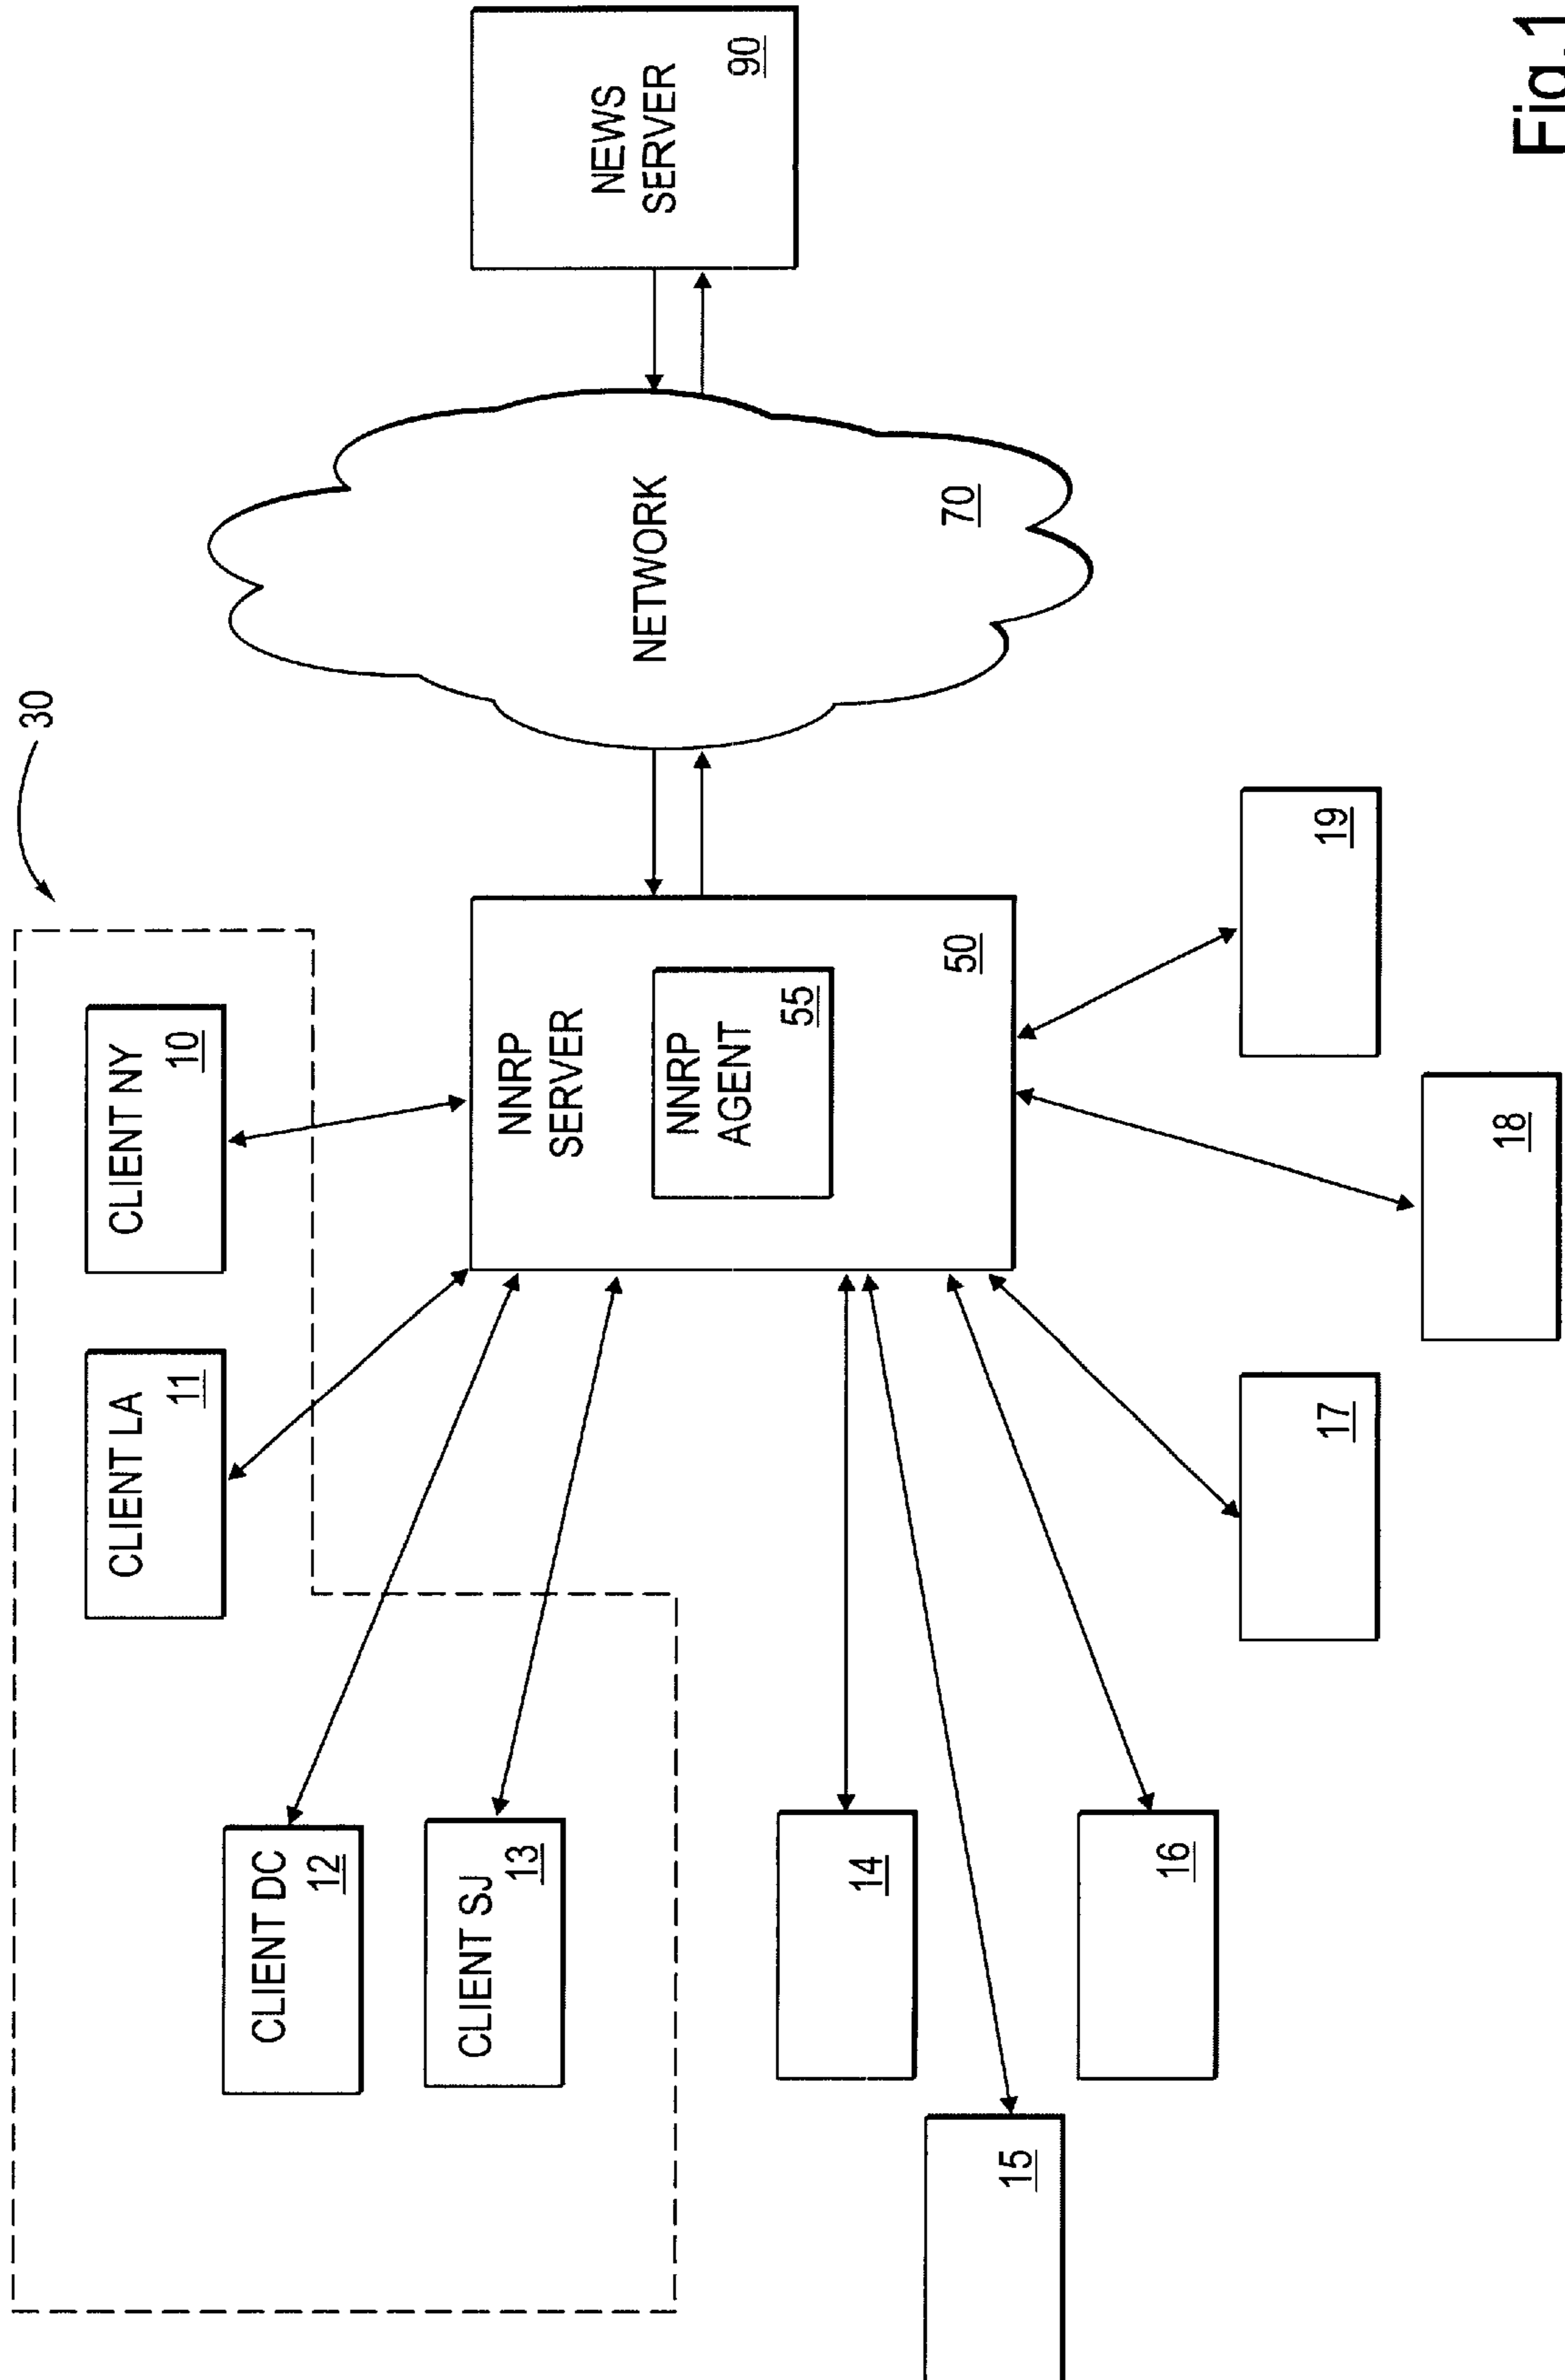 30
CLIENT LA
11
CLIENT NY
10
CLIENT DC
12
CLIENT SJ
13
NNRP
SERVER
NNRP
AGENT
55
50
NETWORK
70
NEWS
SERVER
90
14
15
16
17
18
19
Fig.1